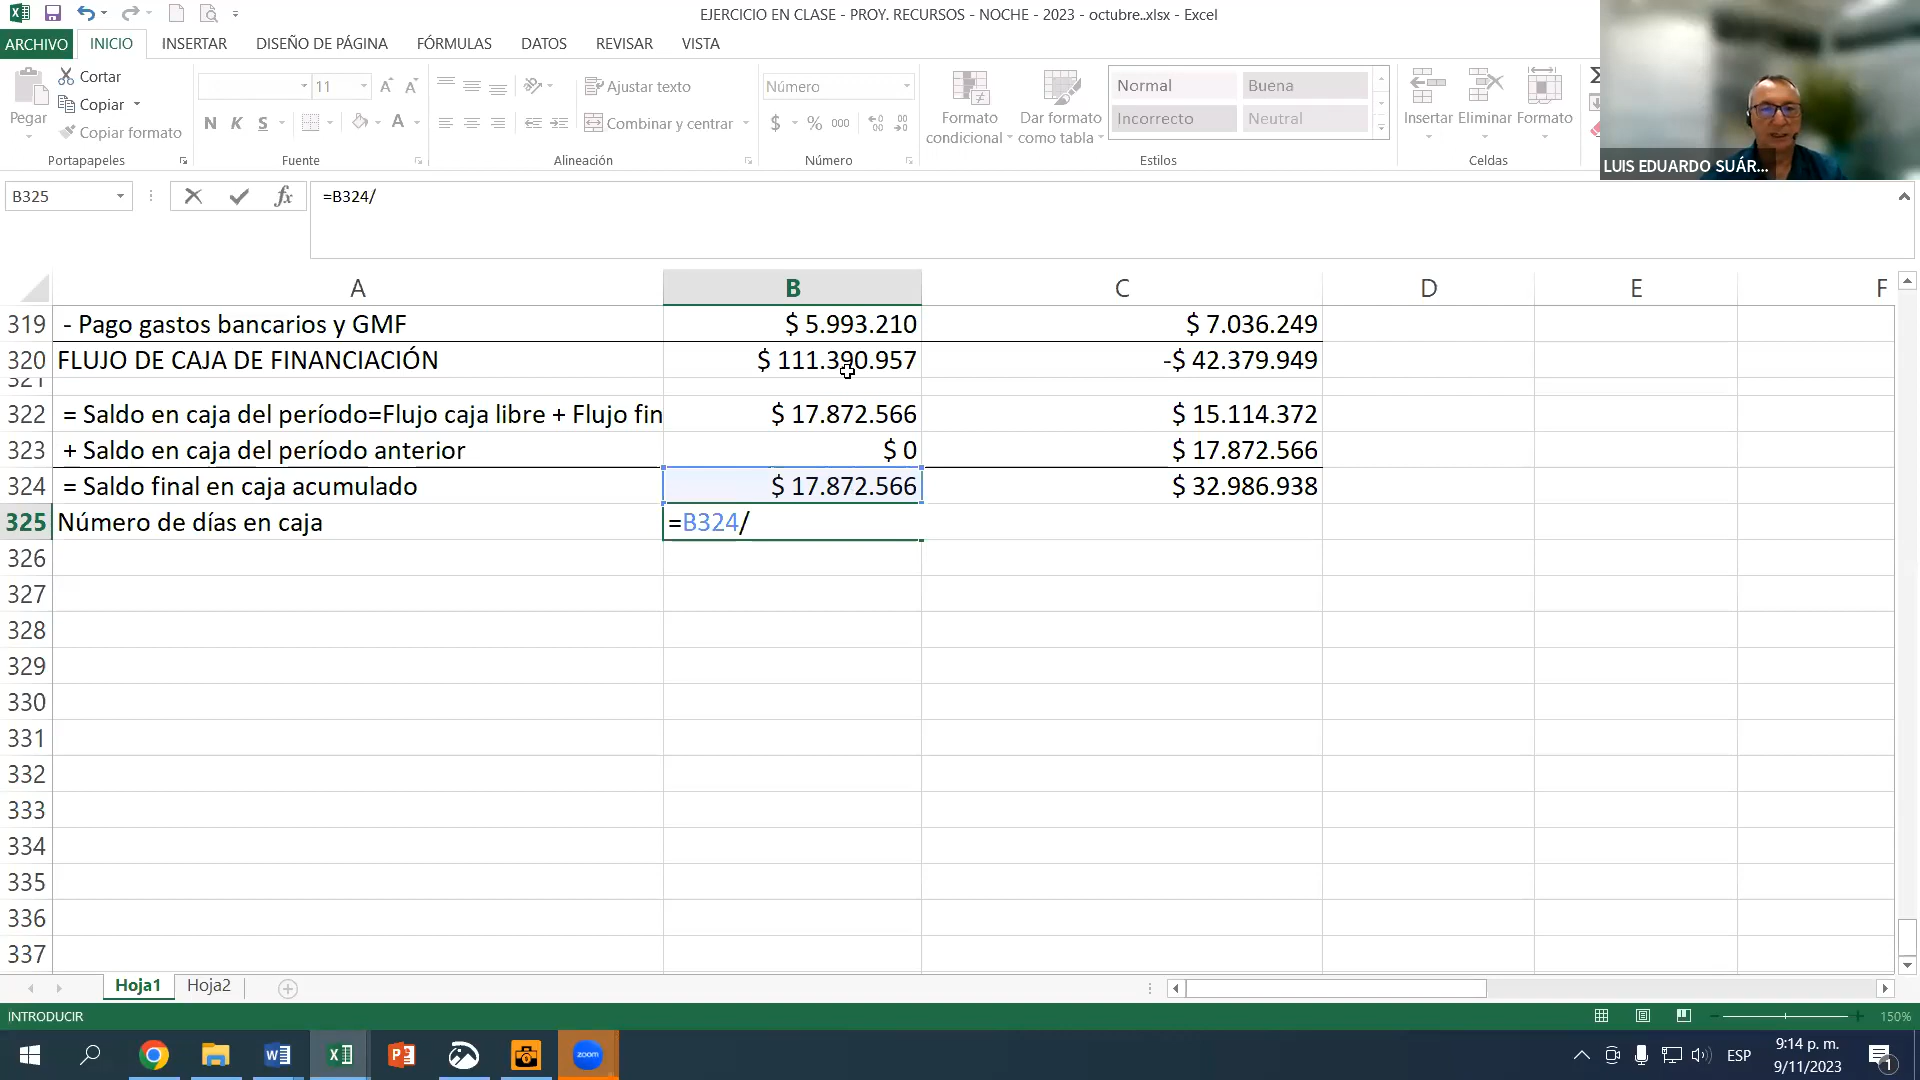 EJERCICIO EN CLASE - PROY. RECURSOS - NOCHE - 2023 - octubre..xlsx - Excel
ARCHIVO INICIO INSERTAR DISEÑO DE PÁGINA FÓRMULAS DATOS REVISAR VISTA
Pegar
Cortar
Copiar
Copiar formato
Portapapeles
11
N K S
Fuente
Ajustar texto
Combinar y centrar
Alineación
Número
$ % 000
Número
Formato condicional
Dar formato como tabla
Normal Buena
Incorrecto Neutral
Estilos
Insertar Eliminar Formato
Celdas
LUIS EDUARDO SUÁR...
B325 fx =B324/
A B C D E F
319 - Pago gastos bancarios y GMF $ 5.993.210 $ 7.036.249
320 FLUJO DE CAJA DE FINANCIACIÓN $ 111.390.957 -$ 42.379.949
321
322 = Saldo en caja del período=Flujo caja libre + Flujo fin $ 17.872.566 $ 15.114.372
323 + Saldo en caja del período anterior $ 0 $ 17.872.566
324 = Saldo final en caja acumulado $ 17.872.566 $ 32.986.938
325 Número de días en caja =B324/
326
327
328
329
330
331
332
333
334
335
336
337
Hoja1 Hoja2
INTRODUCIR 150%
zoom
ESP
9:14 p. m.
9/11/2023
1